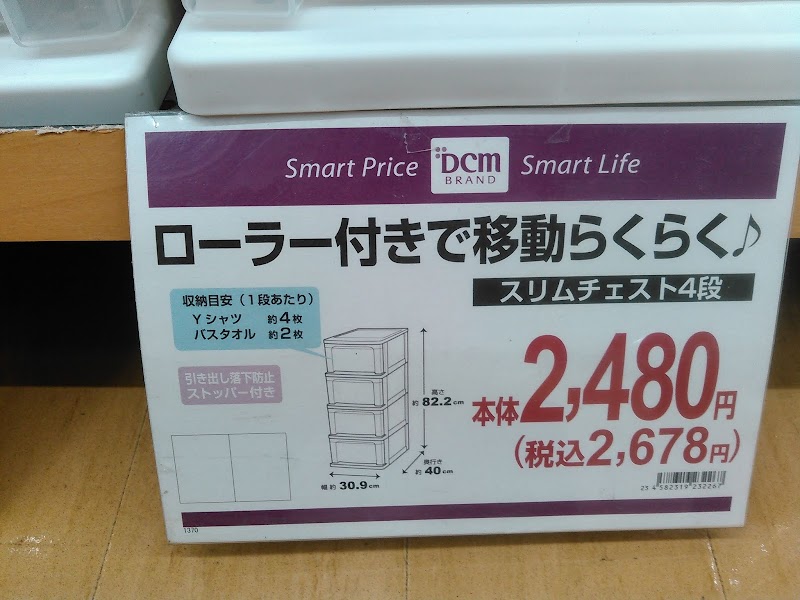 Smart Price DCM BRAND Smart Life
ローラー付きで移動らくらく♪
スリムチェスト4段
収納目安(1段あたり)
Yシャツ 約4枚
バスタオル 約2枚
引き出し落下防止
ストッパー付き
高さ
約82.2cm
奥行き
約40cm
幅約30.9cm
本体2,480円
(税込2,678円)
25 4 582319 232267
1370